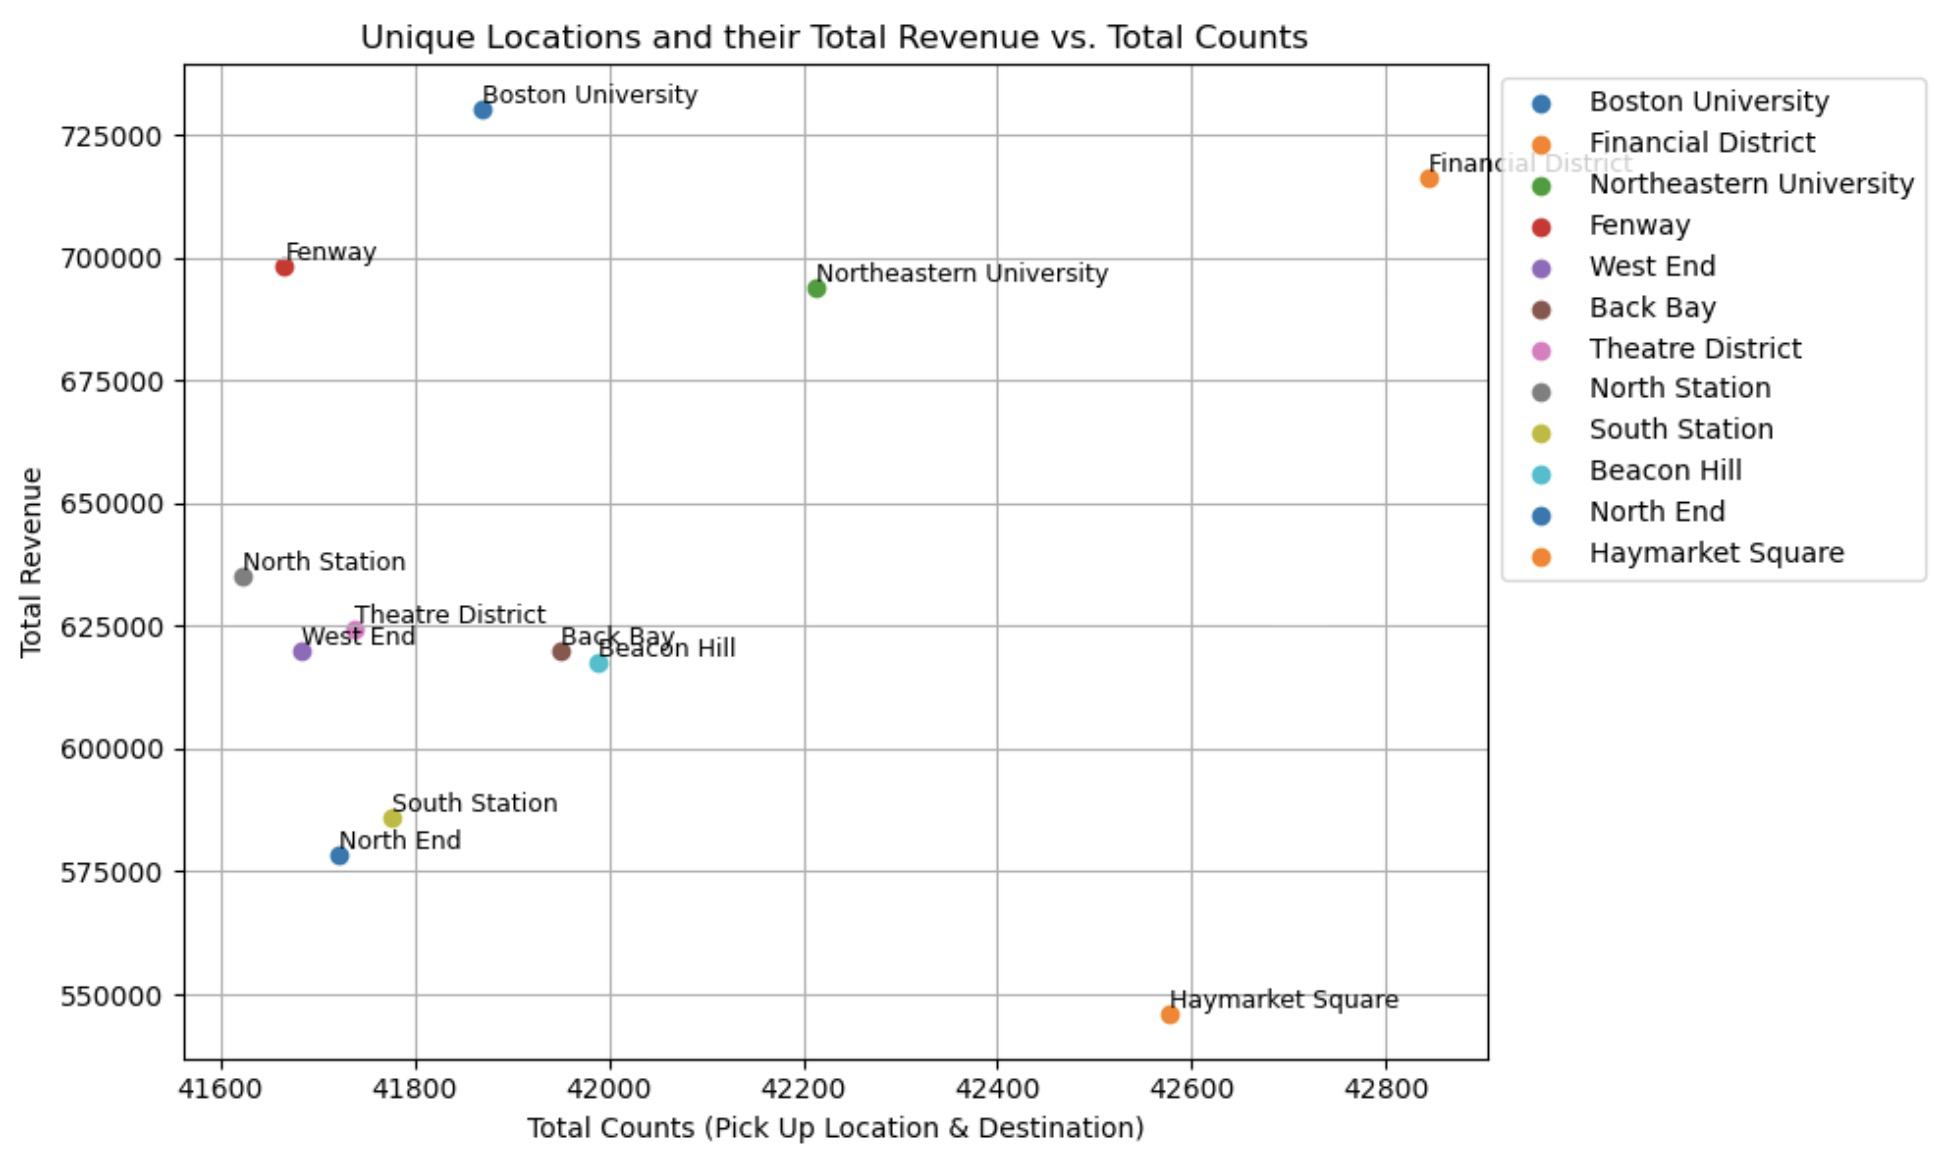 Unique Locations and their Total Revenue vs. Total Counts
Boston University
Financial District
Fenway
Northeastern University
North Station
Theatre District
West End
Back Bay
Beacon Hill
South Station
North End
Haymarket Square
725000
700000
675000
650000
625000
600000
575000
550000
Total Revenue
41600 41800 42000 42200 42400 42600 42800
Total Counts (Pick Up Location & Destination)
Boston University
Financial District
Northeastern University
Fenway
West End
Back Bay
Theatre District
North Station
South Station
Beacon Hill
North End
Haymarket Square